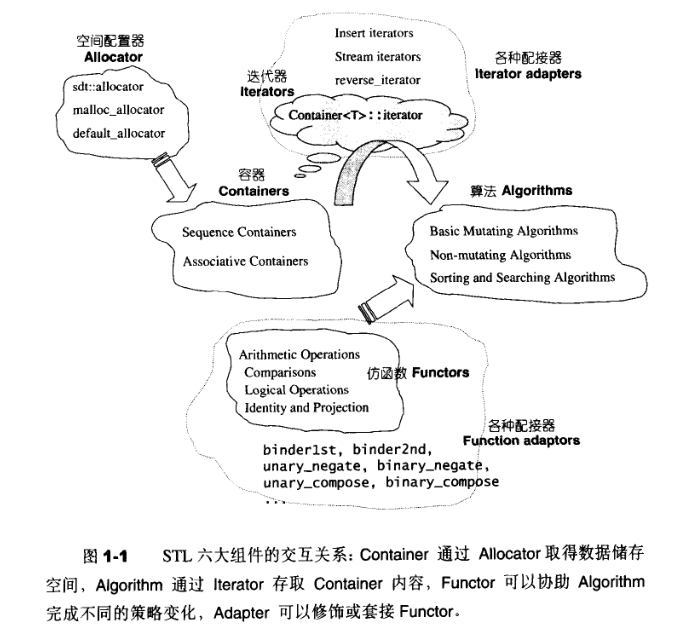 空间配置器
Allocator
sdt::allocator
malloc_allocator
default_allocator
迭代器
Iterators
Insert iterators
Stream iterators
reverse_iterator
Container<T>::iterator
各种配接器
Iterator adapters
容器
Containers
Sequence Containers
Associative Containers
算法 Algorithms
Basic Mutating Algorithms
Non-mutating Algorithms
Sorting and Searching Algorithms
Arithmetic Operations
Comparisons
Logical Operations
Identity and Projection
仿函数 Functors
各种配接器
Function adaptors
binder1st, binder2nd,
unary_negate, binary_negate,
unary_compose, binary_compose
...
图 1-1 STL 六大组件的交互关系：Container 通过 Allocator 取得数据储存
空间，Algorithm 通过 Iterator 存取 Container 内容，Functor 可以协助 Algorithm
完成不同的策略变化，Adapter 可以修饰或套接 Functor。